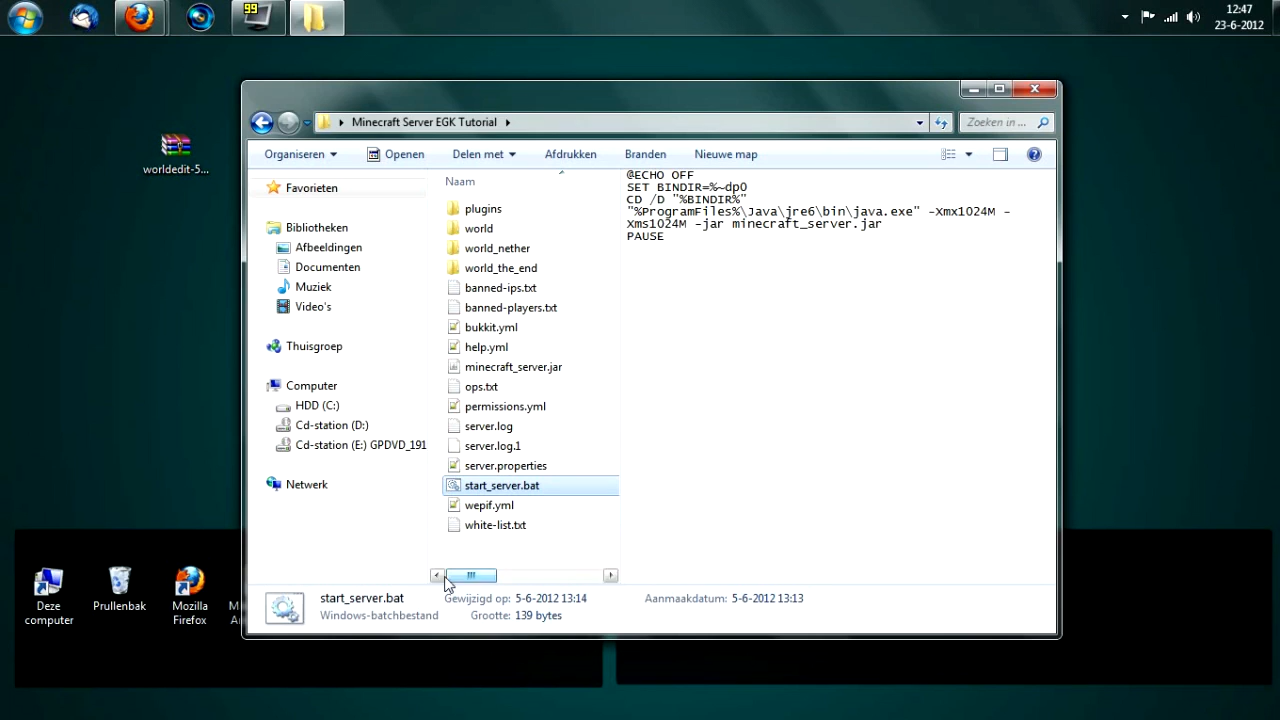 99
12:47
23-6-2012
Minecraft Server EGK Tutorial
Zoeken in ...
Organiseren
Openen
Delen met
Afdrukken
Branden
Nieuwe map
worldedit-5...
Favorieten
Bibliotheken
Afbeeldingen
Documenten
Muziek
Video's
Thuisgroep
Computer
HDD (C:)
Cd-station (D:)
Cd-station (E:) GPDVD_191
Netwerk
Naam
plugins
world
world_nether
world_the_end
banned-ips.txt
banned-players.txt
bukkit.yml
help.yml
minecraft_server.jar
ops.txt
permissions.yml
server.log
server.log.1
server.properties
start_server.bat
wepif.yml
white-list.txt
@ECHO OFF
SET BINDIR=%~dp0
CD /D "%BINDIR%"
"%ProgramFiles%\Java\jre6\bin\java.exe" -Xmx1024M -
Xms1024M -jar minecraft_server.jar
PAUSE
start_server.bat
Gewijzigd op: 5-6-2012 13:14
Aanmaakdatum: 5-6-2012 13:13
Windows-batchbestand
Grootte: 139 bytes
Deze
computer
Prullenbak
Mozilla
Firefox